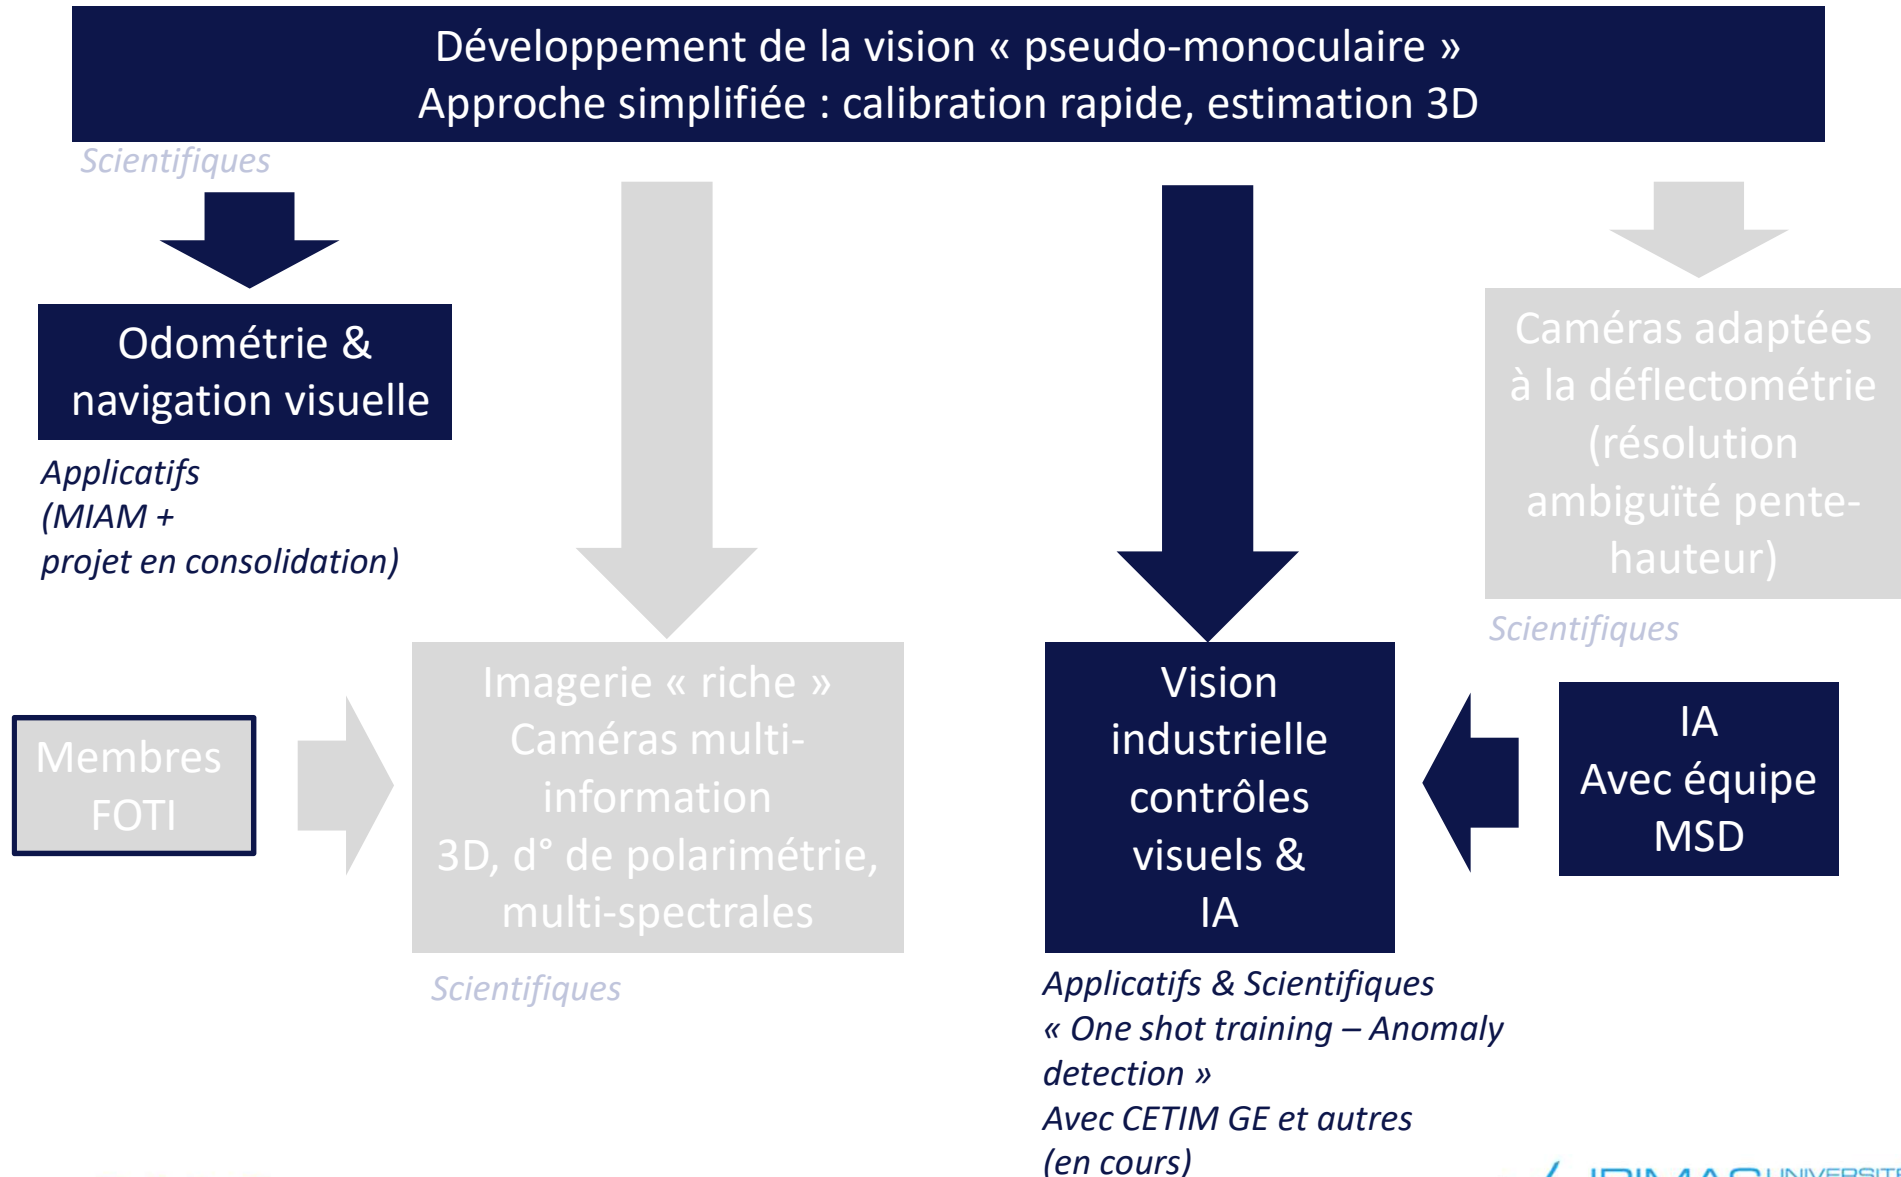 Développement de la vision « pseudo-monoculaire »
Approche simplifiée : calibration rapide, estimation 3D
Scientifiques
Odométrie &
navigation visuelle
Applicatifs
(MIAM +
projet en consolidation)
Caméras adaptées
à la déflectométrie
(résolution
ambiguïté pente-
hauteur)
Scientifiques
Membres
FOTI
Imagerie « riche »
Caméras multi-
information
3D, d° de polarimétrie,
multi-spectrales
Scientifiques
Vision
industrielle
contrôles
visuels &
IA
IA
Avec équipe
MSD
Applicatifs & Scientifiques
« One shot training – Anomaly
detection »
Avec CETIM GE et autres
(en cours)
IRIMAS UNIVERSITE